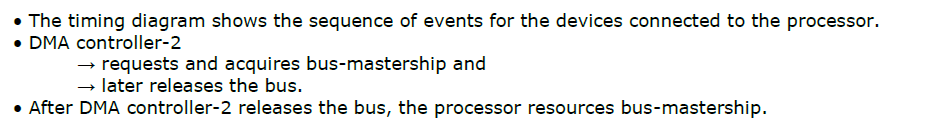 • The timing diagram shows the sequence of events for the devices connected to the processor.
• DMA controller-2
→ requests and acquires bus-mastership and
→ later releases the bus.
• After DMA controller-2 releases the bus, the processor resources bus-mastership.